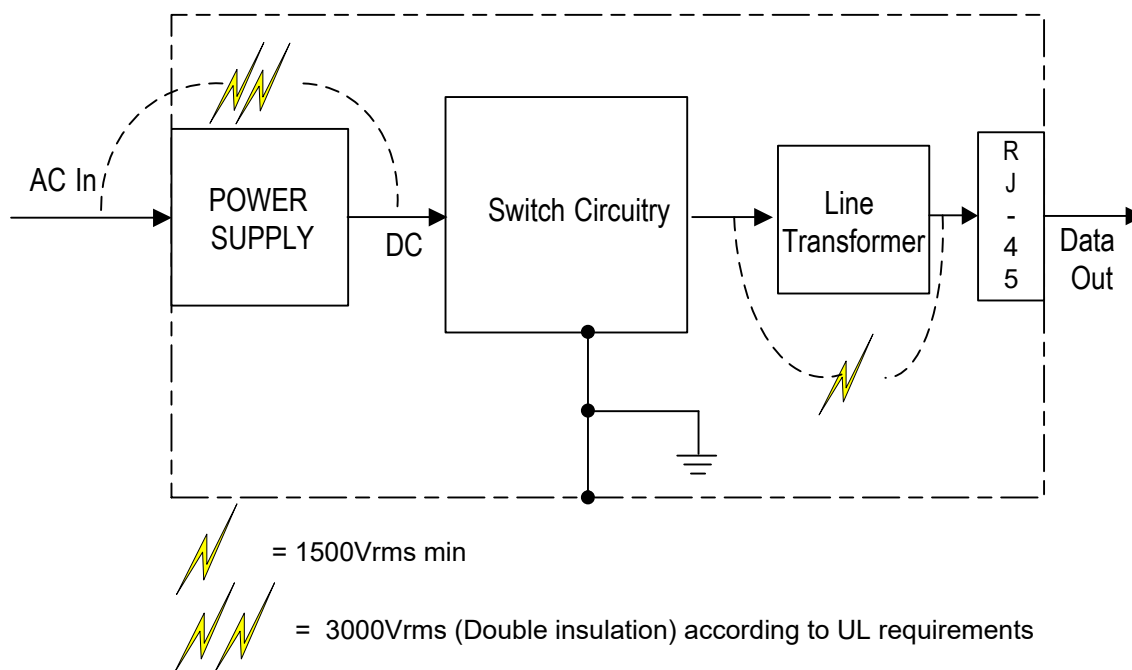 AC In
POWER
SUPPLY
DC
Switch Circuitry
Line
Transformer
R
J
-
4
5
Data
Out
= 1500Vrms min
= 3000Vrms (Double insulation) according to UL requirements